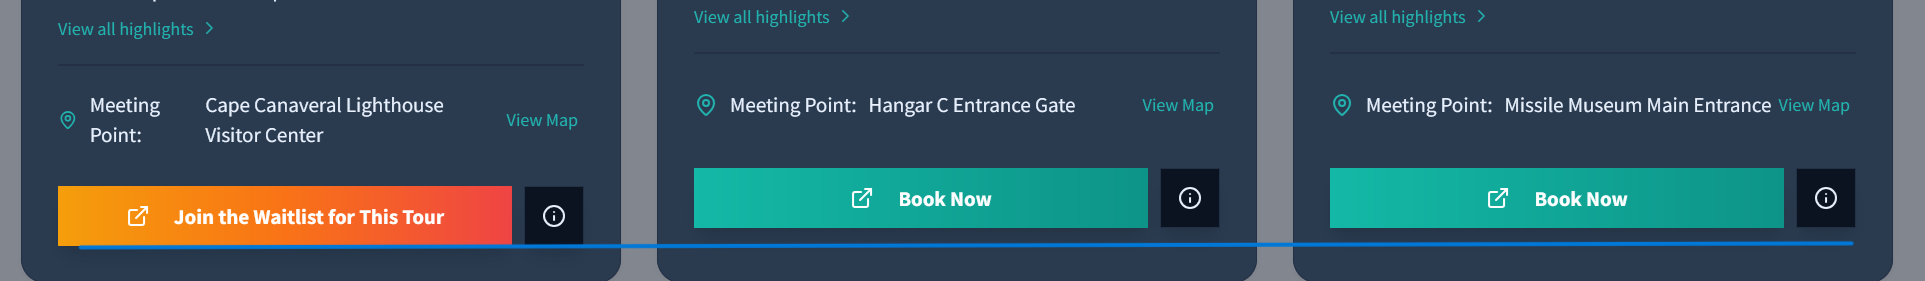 View all highlights
Meeting Point:
Cape Canaveral Lighthouse
Visitor Center
View Map
Join the Waitlist for This Tour
View all highlights
Meeting Point: Hangar C Entrance Gate View Map
Book Now
View all highlights
Meeting Point: Missile Museum Main Entrance View Map
Book Now